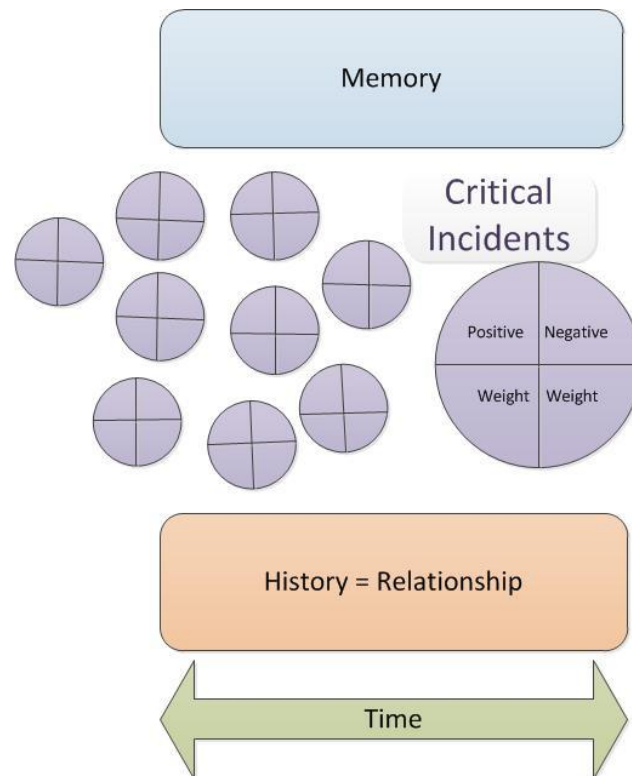 Memory
Critical
Incidents
Positive Negative
Weight Weight
History = Relationship
Time